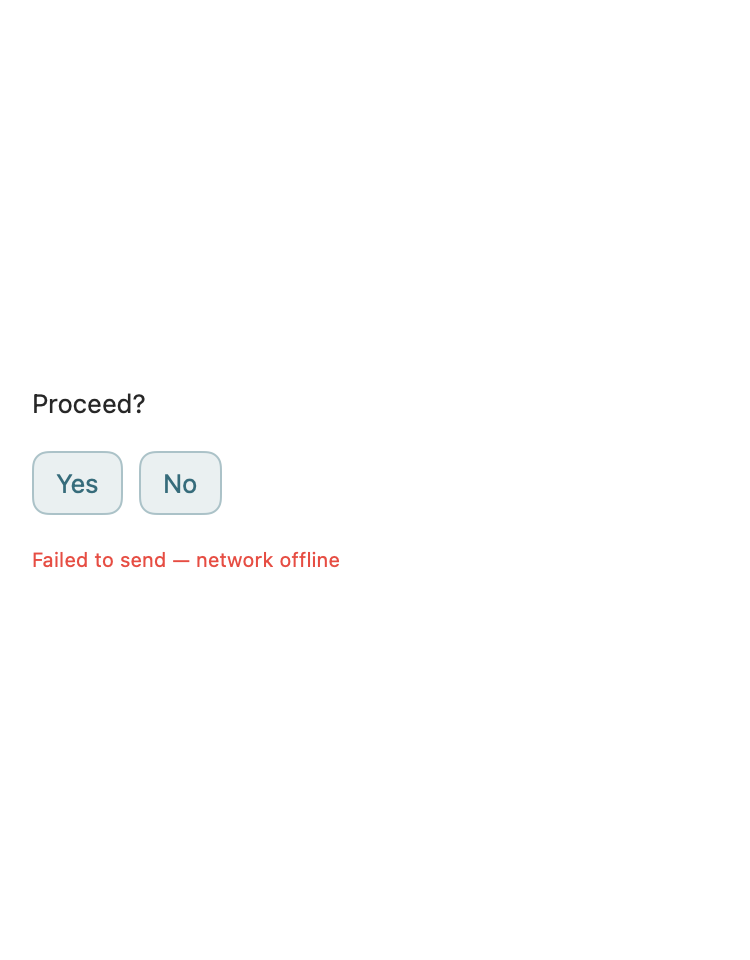 Proceed?
Yes
No
Failed to send — network offline